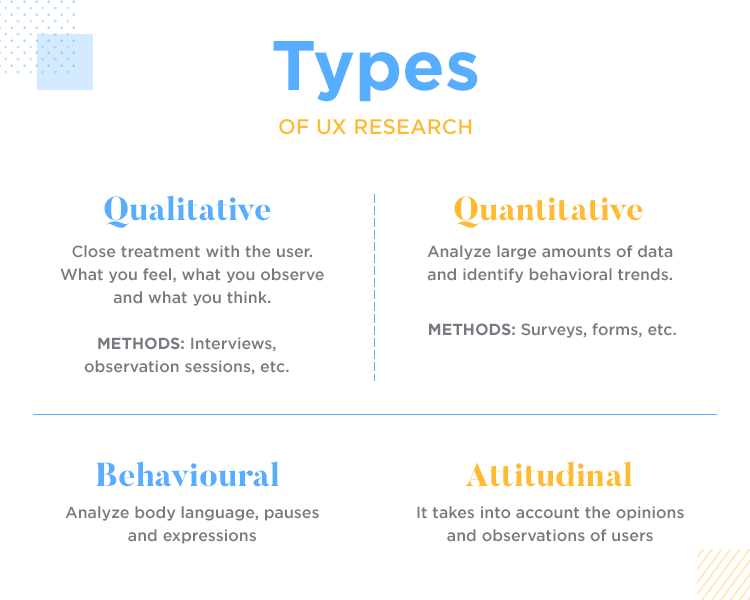 Types
OF UX RESEARCH
Qualitative
Close treatment with the user.
What you feel, what you observe
and what you think.
METHODS: Interviews,
observation sessions, etc.
Quantitative
Analyze large amounts of data
and identify behavioral trends.
METHODS: Surveys, forms, etc.
Behavioural
Analyze body language, pauses
and expressions
Attitudinal
It takes into account the opinions
and observations of users